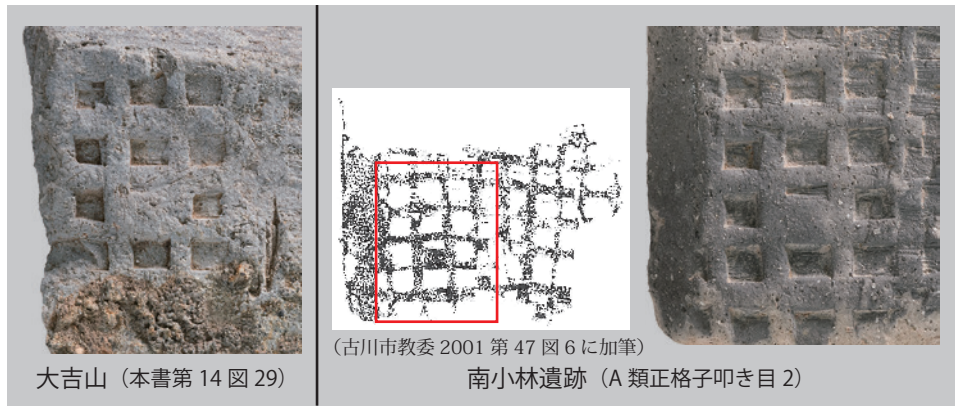 (古川市教委 2001 第 47 図 6 に加筆)
大吉山(本書第 14 図 29)
南小林遺跡(A 類正格子叩き目 2)